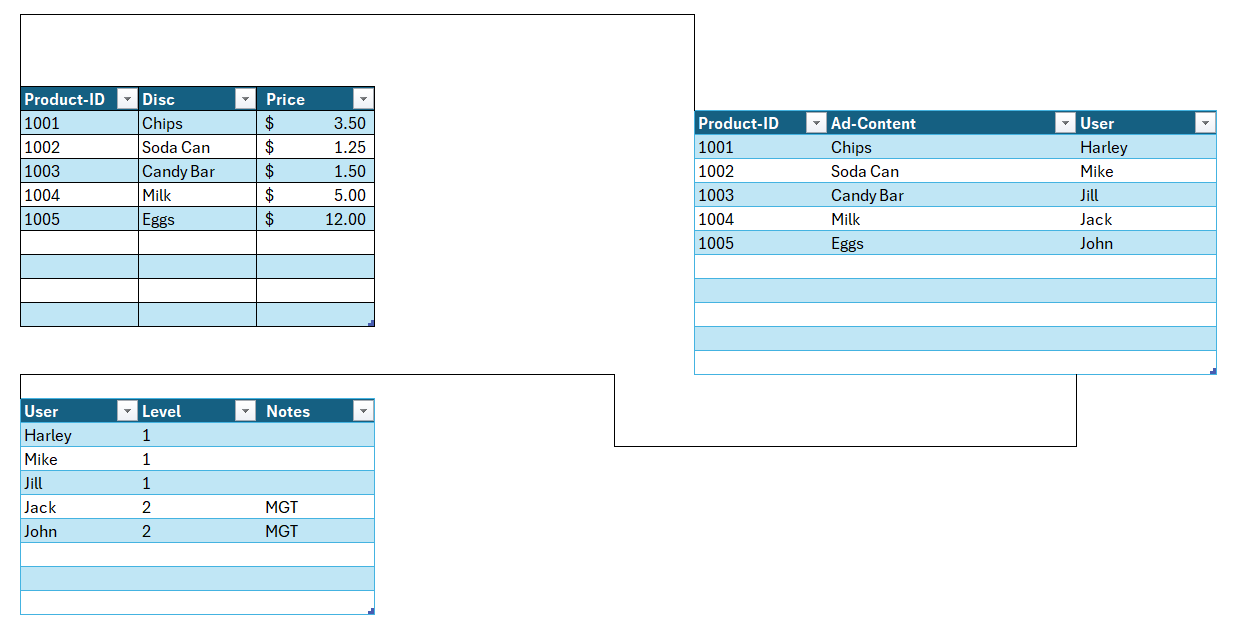 Product-ID Disc Price
1001 Chips $ 3.50
1002 Soda Can $ 1.25
1003 Candy Bar $ 1.50
1004 Milk $ 5.00
1005 Eggs $ 12.00
Product-ID Ad-Content User
1001 Chips Harley
1002 Soda Can Mike
1003 Candy Bar Jill
1004 Milk Jack
1005 Eggs John
User Level Notes
Harley 1
Mike 1
Jill 1
Jack 2 MGT
John 2 MGT